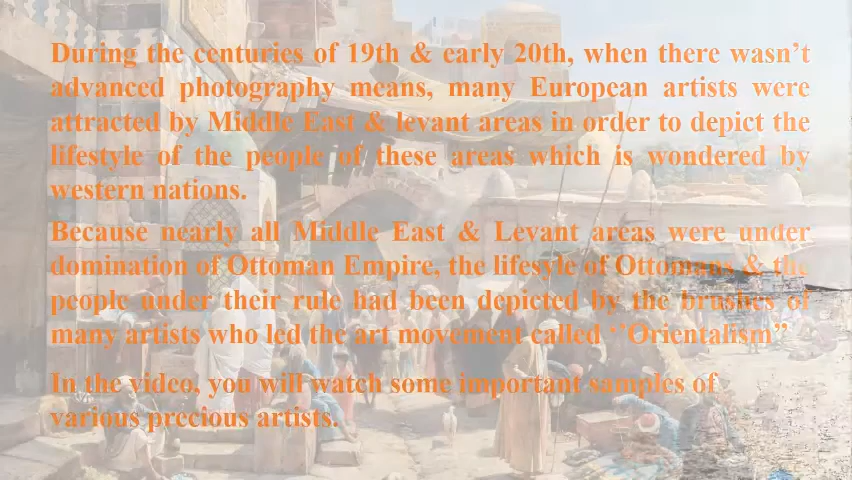 During the centuries of 19th & early 20th, when there wasn’t
advanced photography means, many European artists were
attracted by Middle East & levant areas in order to depict the
lifestyle of the people of these areas which is wondered by
western nations.
Because nearly all Middle East & Levant areas were under
domination of Ottoman Empire, the lifesyle of Ottomans & the
people under their rule had been depicted by the brushes of
many artists who led the art movement called ‘’Orientalism”
In the video, you will watch some important samples of
various precious artists.